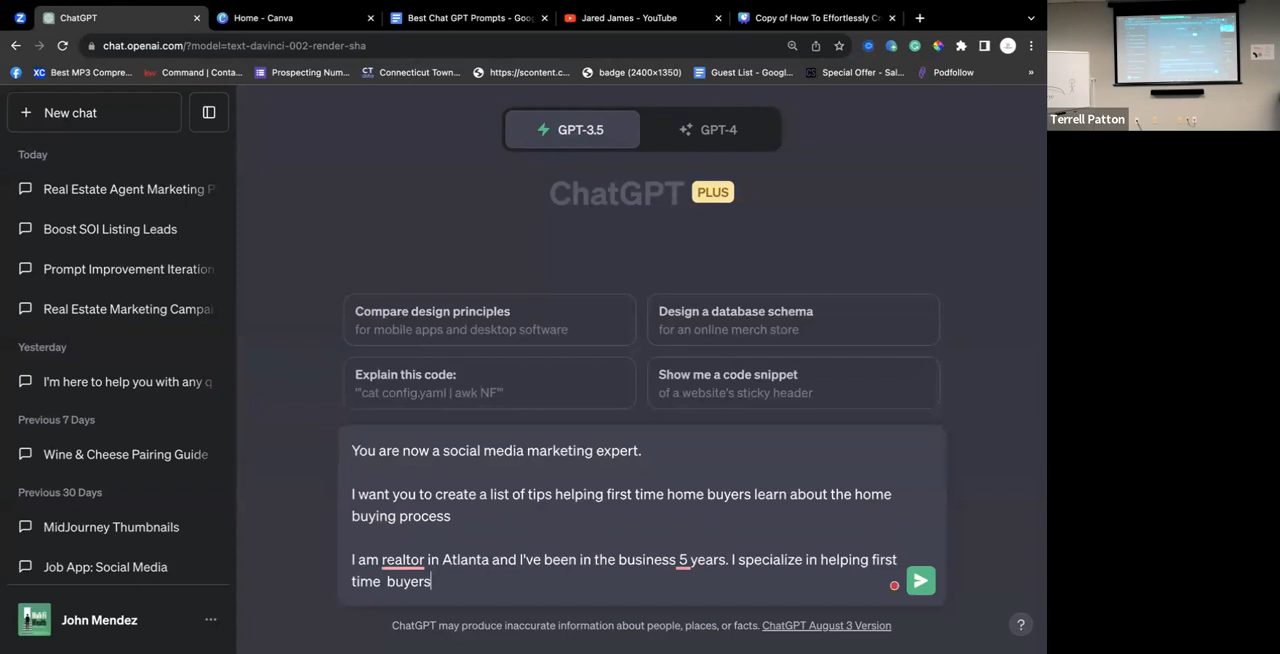 ChatGPT
Home - Canva
Best Chat GPT Prompts - Goo
Jared James - YouTube
Copy of How To Effortlessly Cr
chat.openai.com/?model=text-davinci-002-render-sha
Best MP3 Compre...
Command | Conta...
Prospecting Num...
Connecticut Town...
https://scontent.c...
badge (2400×1350)
Guest List - Googl...
Special Offer - Sal...
Podfollow
»
New chat
Today
Real Estate Agent Marketing P
Boost SOI Listing Leads
Prompt Improvement Iteration
Real Estate Marketing Campai
Yesterday
I'm here to help you with any q
Previous 7 Days
Wine & Cheese Pairing Guide
Previous 30 Days
MidJourney Thumbnails
Job App: Social Media
John Mendez
GPT-3.5
GPT-4
ChatGPT PLUS
Compare design principles
for mobile apps and desktop software
Design a database schema
for an online merch store
Explain this code:
"'cat config.yaml | awk NF'"
Show me a code snippet
of a website's sticky header
You are now a social media marketing expert.
I want you to create a list of tips helping first time home buyers learn about the home
buying process
I am realtor in Atlanta and I've been in the business 5 years. I specialize in helping first
time  buyers
ChatGPT may produce inaccurate information about people, places, or facts. ChatGPT August 3 Version
?
Terrell Patton